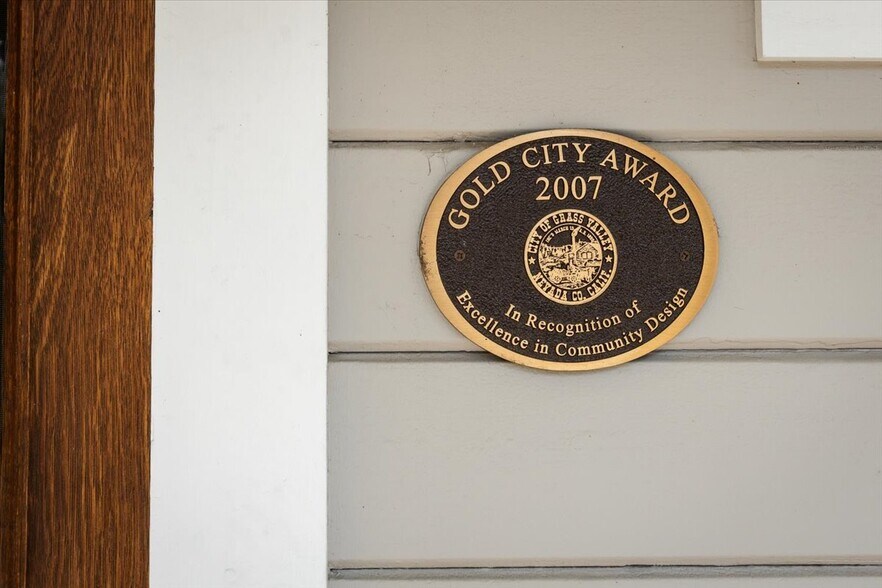 GOLD CITY AWARD
2007
CITY OF GRASS VALLEY
NEVADA CO. CALIF.
In Recognition of
Excellence in Community Design